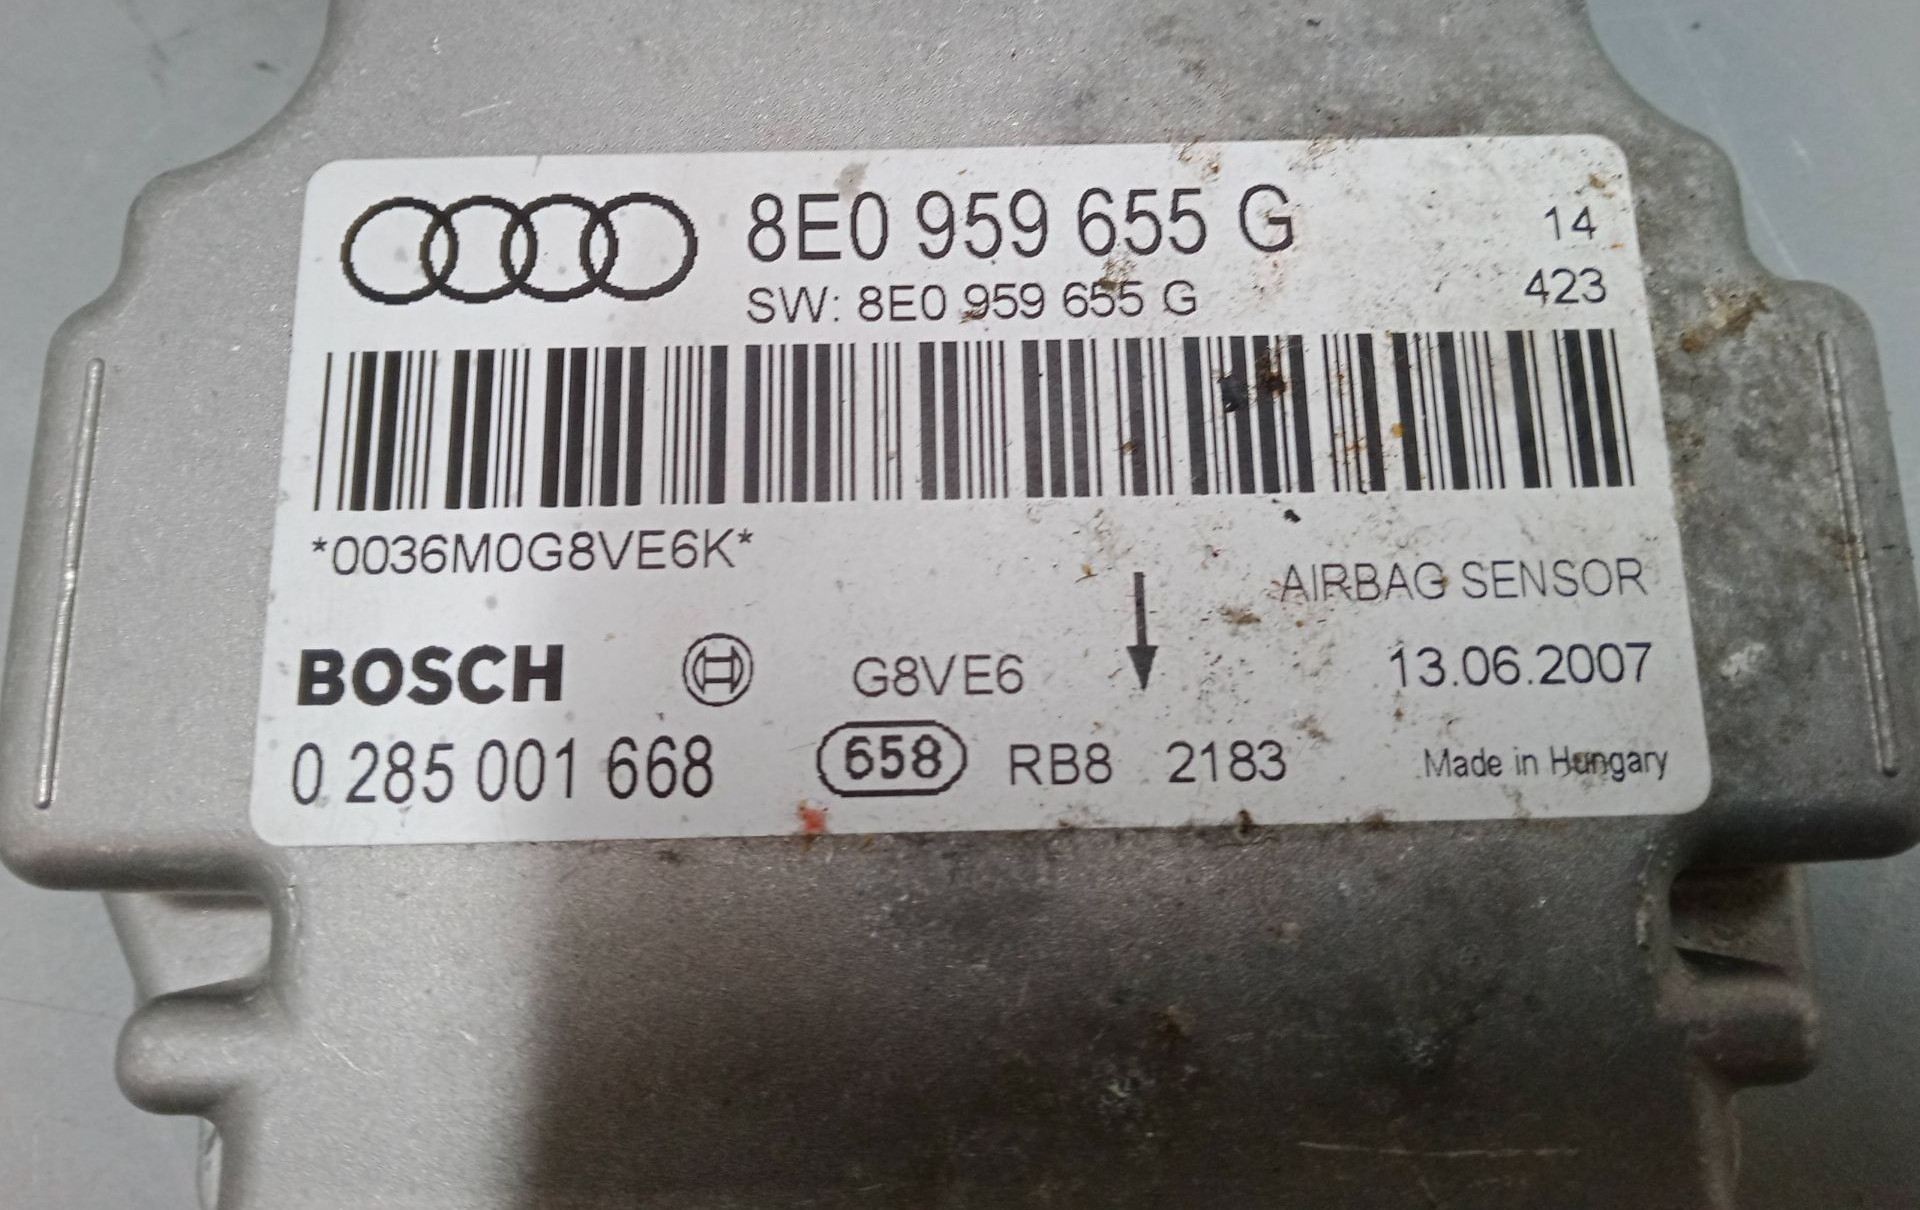 8E0 959 655 G 14
SW: 8E0 959 655 G 423
*0036M0G8VE6K*
AIRBAG SENSOR
BOSCH G8VE6 13.06.2007
0 285 001 668 658 RB8 2183 Made in Hungary